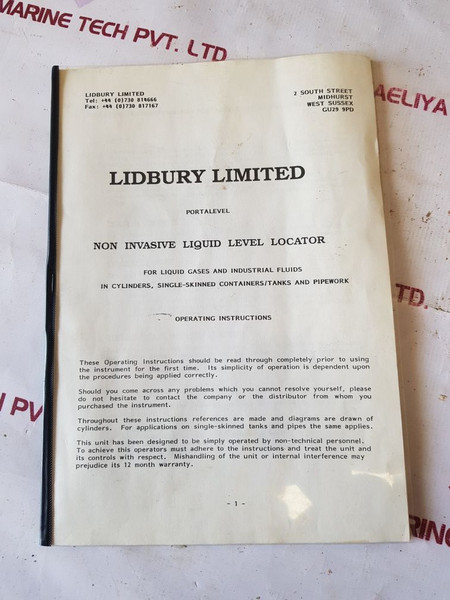 MARINE TECH PVT. LTD
AELIYA
LIDBURY LIMITED
Tel: +44 (0)730 814666
Fax: +44 (0)730 817167
2 SOUTH STREET
MIDHURST
WEST SUSSEX
GU29 9PD
LIDBURY LIMITED
PORTALEVEL
NON INVASIVE LIQUID LEVEL LOCATOR
FOR LIQUID GASES AND INDUSTRIAL FLUIDS
IN CYLINDERS, SINGLE-SKINNED CONTAINERS/TANKS AND PIPEWORK
OPERATING INSTRUCTIONS
These Operating Instructions should be read through completely prior to using
the instrument for the first time. Its simplicity of operation is dependent upon
the procedures being applied correctly.
Should you come across any problems which you cannot resolve yourself, please
do not hesitate to contact the company or the distributor from whom you
purchased the instrument.
Throughout these instructions references are made and diagrams are drawn of
cylinders. For applications on single-skinned tanks and pipes the same applies.
This unit has been designed to be simply operated by non-technical personnel.
To achieve this operators must adhere to the instructions and treat the unit and
its controls with respect. Mishandling of the unit or internal interference may
prejudice its 12 month warranty.
- 1 -
TD.
H PV
MARINE